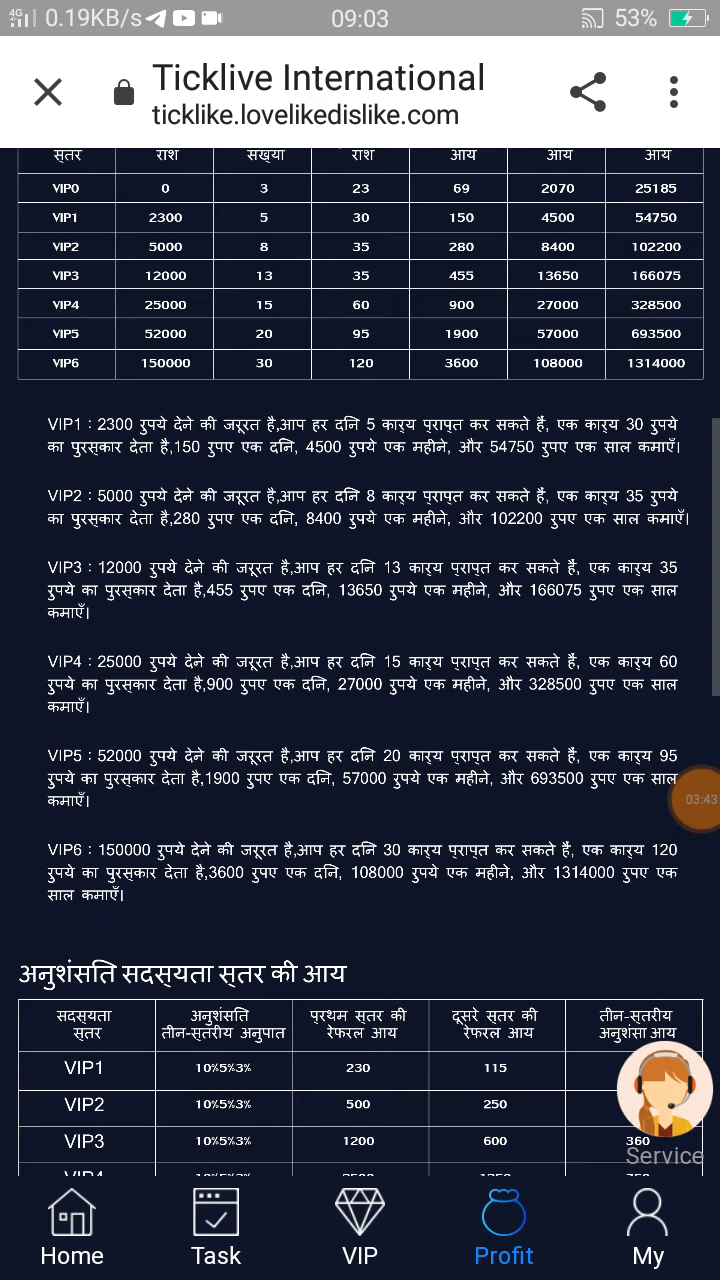 4G 0.19KB/s 09:03 53%
Ticklive International
ticklike.lovelikedislike.com
स्तर राशि संख्या राशि आय आय आय
VIP0 0 3 23 69 2070 25185
VIP1 2300 5 30 150 4500 54750
VIP2 5000 8 35 280 8400 102200
VIP3 12000 13 35 455 13650 166075
VIP4 25000 15 60 900 27000 328500
VIP5 52000 20 95 1900 57000 693500
VIP6 150000 30 120 3600 108000 1314000
VIP1 : 2300 रुपये देने की जरूरत है,आप हर दिन 5 कार्य प्राप्त कर सकते हैं, एक कार्य 30 रुपये
का पुरस्कार देता है,150 रुपए एक दिन, 4500 रुपये एक महीने, और 54750 रुपए एक साल कमाएँ।
VIP2 : 5000 रुपये देने की जरूरत है,आप हर दिन 8 कार्य प्राप्त कर सकते हैं, एक कार्य 35 रुपये
का पुरस्कार देता है,280 रुपए एक दिन, 8400 रुपये एक महीने, और 102200 रुपए एक साल कमाएँ।
VIP3 : 12000 रुपये देने की जरूरत है,आप हर दिन 13 कार्य प्राप्त कर सकते हैं, एक कार्य 35
रुपये का पुरस्कार देता है,455 रुपए एक दिन, 13650 रुपये एक महीने, और 166075 रुपए एक साल
कमाएँ।
VIP4 : 25000 रुपये देने की जरूरत है,आप हर दिन 15 कार्य प्राप्त कर सकते हैं, एक कार्य 60
रुपये का पुरस्कार देता है,900 रुपए एक दिन, 27000 रुपये एक महीने, और 328500 रुपए एक साल
कमाएँ।
VIP5 : 52000 रुपये देने की जरूरत है,आप हर दिन 20 कार्य प्राप्त कर सकते हैं, एक कार्य 95
रुपये का पुरस्कार देता है,1900 रुपए एक दिन, 57000 रुपये एक महीने, और 693500 रुपए एक साल
कमाएँ।
03:43
VIP6 : 150000 रुपये देने की जरूरत है,आप हर दिन 30 कार्य प्राप्त कर सकते हैं, एक कार्य 120
रुपये का पुरस्कार देता है,3600 रुपए एक दिन, 108000 रुपये एक महीने, और 1314000 रुपए एक
साल कमाएँ।
अनुशंसित सदस्यता स्तर की आय
सदस्यता अनुशंसित प्रथम स्तर की दूसरे स्तर की तीन-स्तरीय
स्तर तीन-स्तरीय अनुपात रेफरल आय रेफरल आय अनुशंसा आय
VIP1 10%5%3% 230 115
VIP2 10%5%3% 500 250
VIP3 10%5%3% 1200 600 360
Service
VIP4 10%5%3% 2500 1250 750
Home Task VIP Profit My